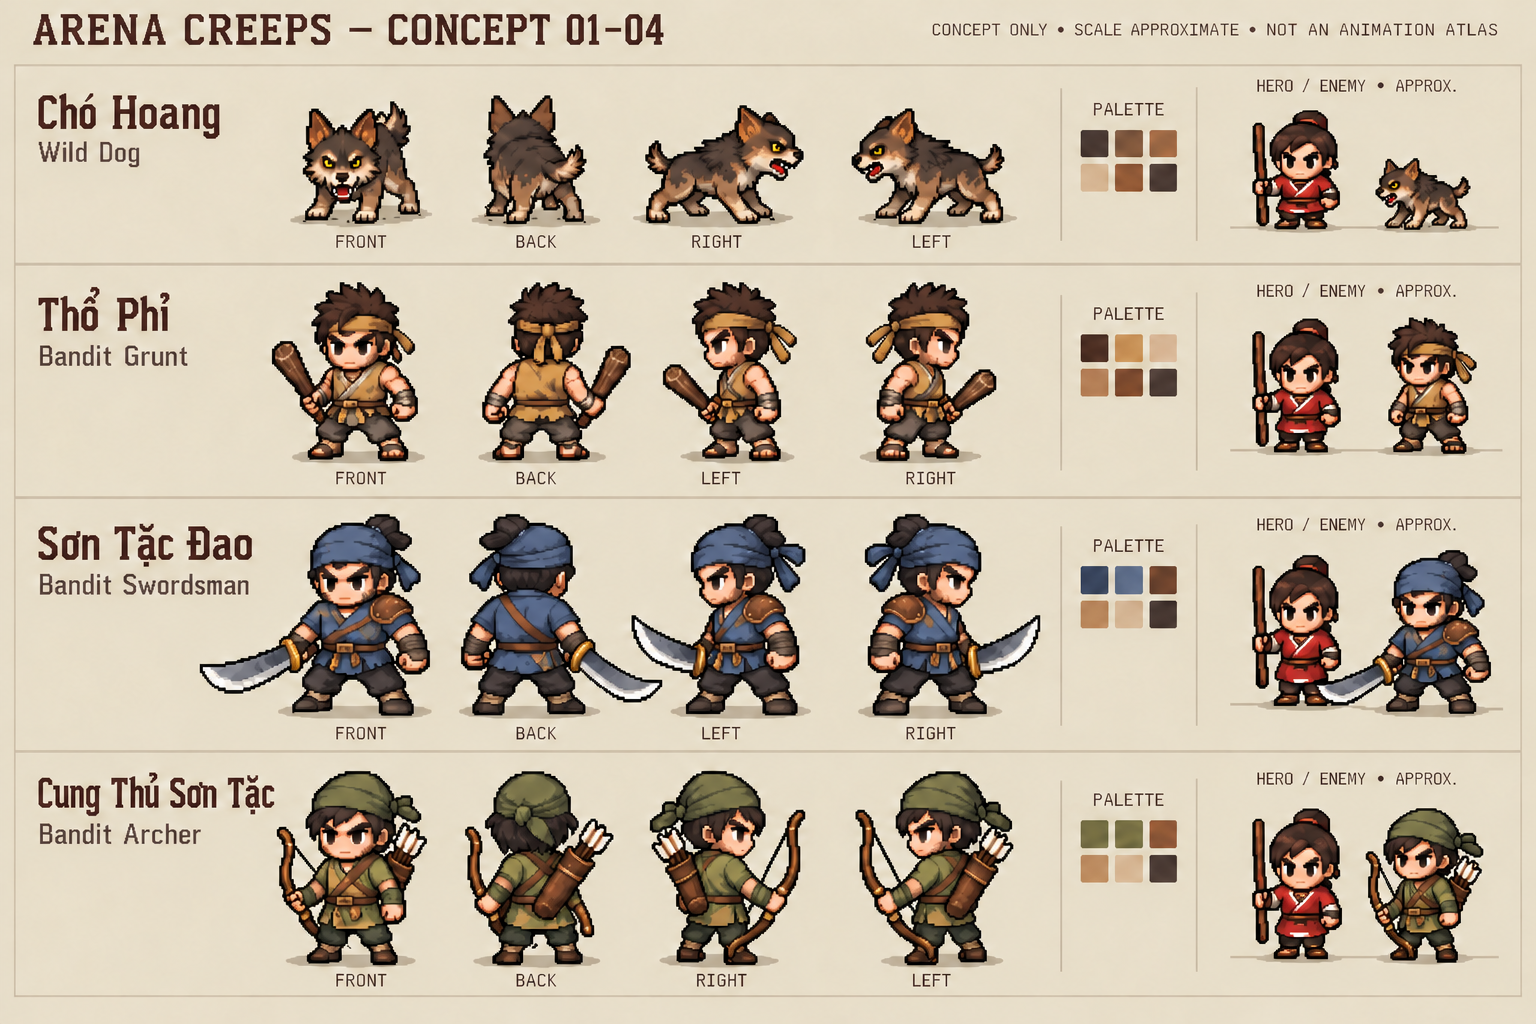 ARENA CREEPS – CONCEPT 01–04
CONCEPT ONLY • SCALE APPROXIMATE • NOT AN ANIMATION ATLAS
Chó Hoang
Wild Dog
FRONT
BACK
RIGHT
LEFT
PALETTE
HERO / ENEMY • APPROX.
Thổ Phỉ
Bandit Grunt
FRONT
BACK
LEFT
RIGHT
PALETTE
HERO / ENEMY • APPROX.
Sơn Tặc Đao
Bandit Swordsman
FRONT
BACK
LEFT
RIGHT
PALETTE
HERO / ENEMY • APPROX.
Cung Thủ Sơn Tặc
Bandit Archer
FRONT
BACK
RIGHT
LEFT
PALETTE
HERO / ENEMY • APPROX.